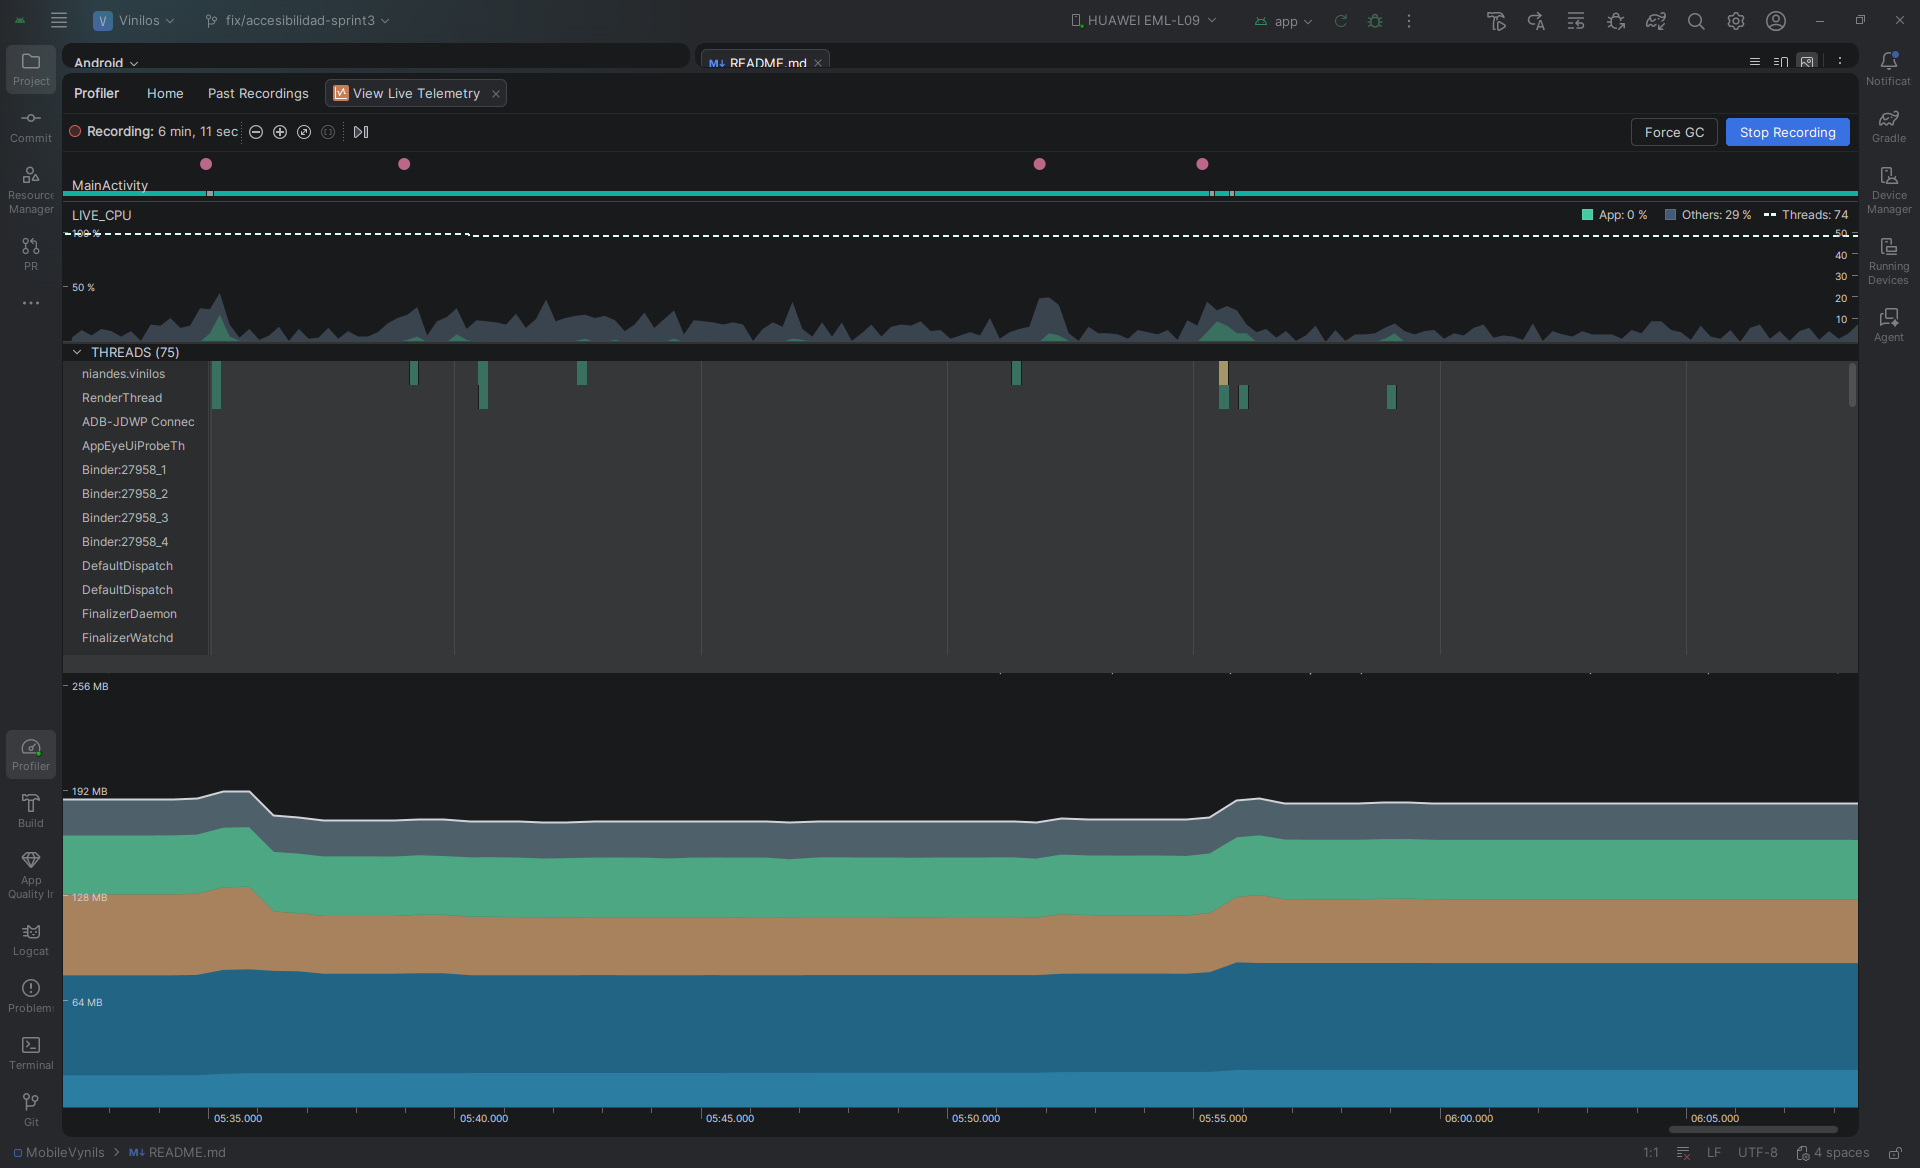 V Vinilos
fix/accesibilidad-sprint3
HUAWEI EML-L09
app
Project
Commit
Resource
Manager
PR
Android
README.md
Notificat
Gradle
Device
Manager
Running
Devices
Agent
Profiler
Home
Past Recordings
View Live Telemetry
Recording: 6 min, 11 sec
Force GC
Stop Recording
MainActivity
LIVE_CPU
App: 0 %
Others: 29 %
Threads: 74
100 %
50
40
50 %
30
20
10
THREADS (75)
niandes.vinilos
RenderThread
ADB-JDWP Connec
AppEyeUiProbeTh
Binder:27958_1
Binder:27958_2
Binder:27958_3
Binder:27958_4
DefaultDispatch
DefaultDispatch
FinalizerDaemon
FinalizerWatchd
256 MB
192 MB
128 MB
64 MB
05:35.000
05:40.000
05:45.000
05:50.000
05:55.000
06:00.000
06:05.000
Profiler
Build
App
Quality Ir
Logcat
Problem
Terminal
Git
MobileVynils
M↓ README.md
1:1
LF
UTF-8
4 spaces